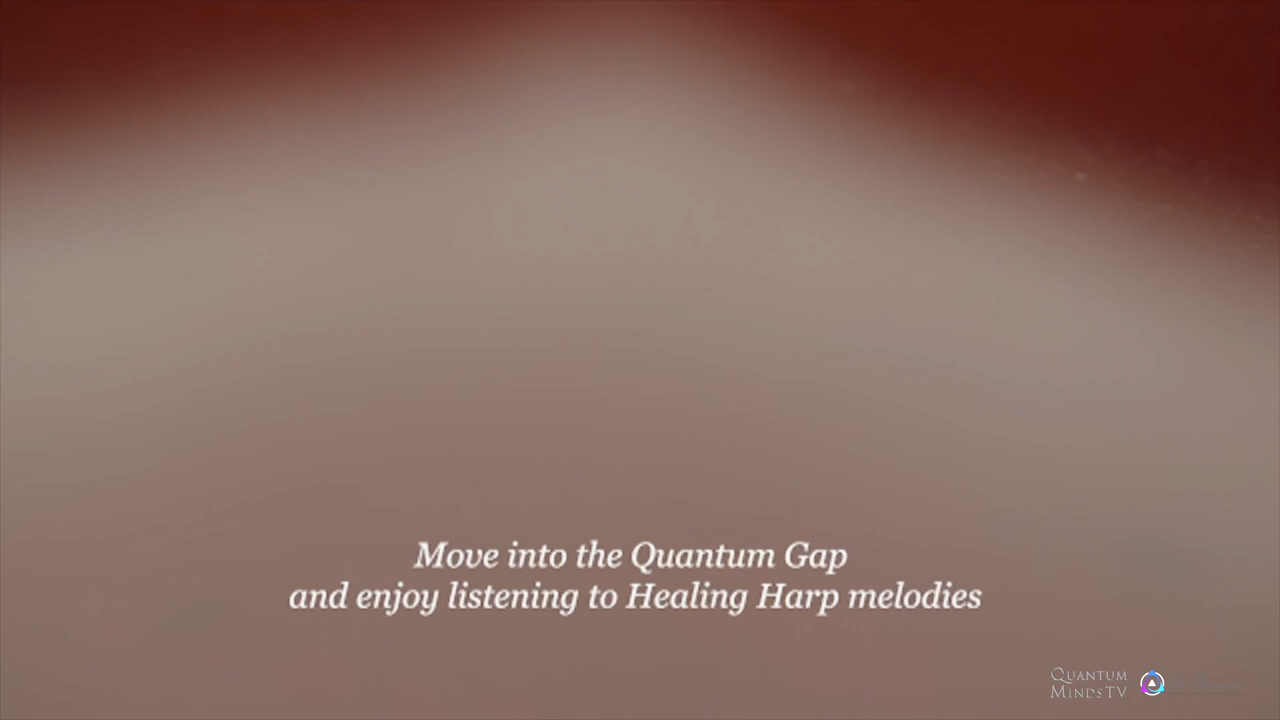 Move into the Quantum Gap
and enjoy listening to Healing Harp melodies
QUANTUM
MINDSTV